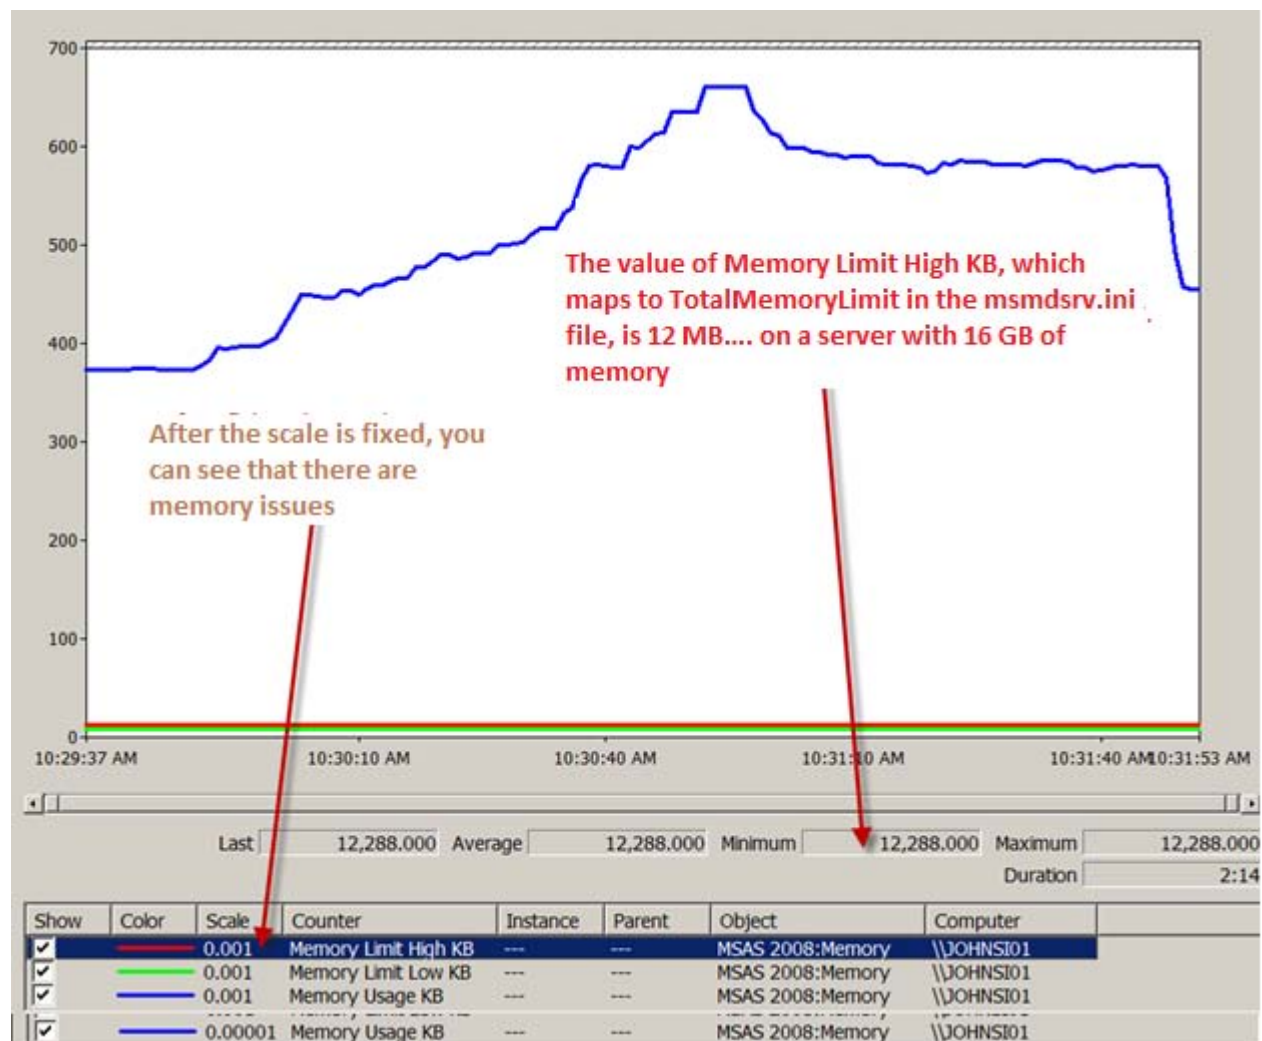 700
600
500
400
300
200
100
0
The value of Memory Limit High KB, which
maps to TotalMemoryLimit in the msmdsrv.ini
file, is 12 MB.... on a server with 16 GB of
memory
After the scale is fixed, you
can see that there are
memory issues
10:29:37 AM 10:30:10 AM 10:30:40 AM 10:31:10 AM 10:31:40 AM 10:31:53 AM
Last 12,288.000 Average 12,288.000 Minimum 12,288.000 Maximum 12,288.000
Duration 2:14
Show Color Scale Counter Instance Parent Object Computer
0.001 Memory Limit High KB --- --- MSAS 2008:Memory \\JOHNSI01
0.001 Memory Limit Low KB --- --- MSAS 2008:Memory \\JOHNSI01
0.001 Memory Usage KB --- --- MSAS 2008:Memory \\JOHNSI01
0.00001 Memory Usage KB --- --- MSAS 2008:Memory \\JOHNSI01